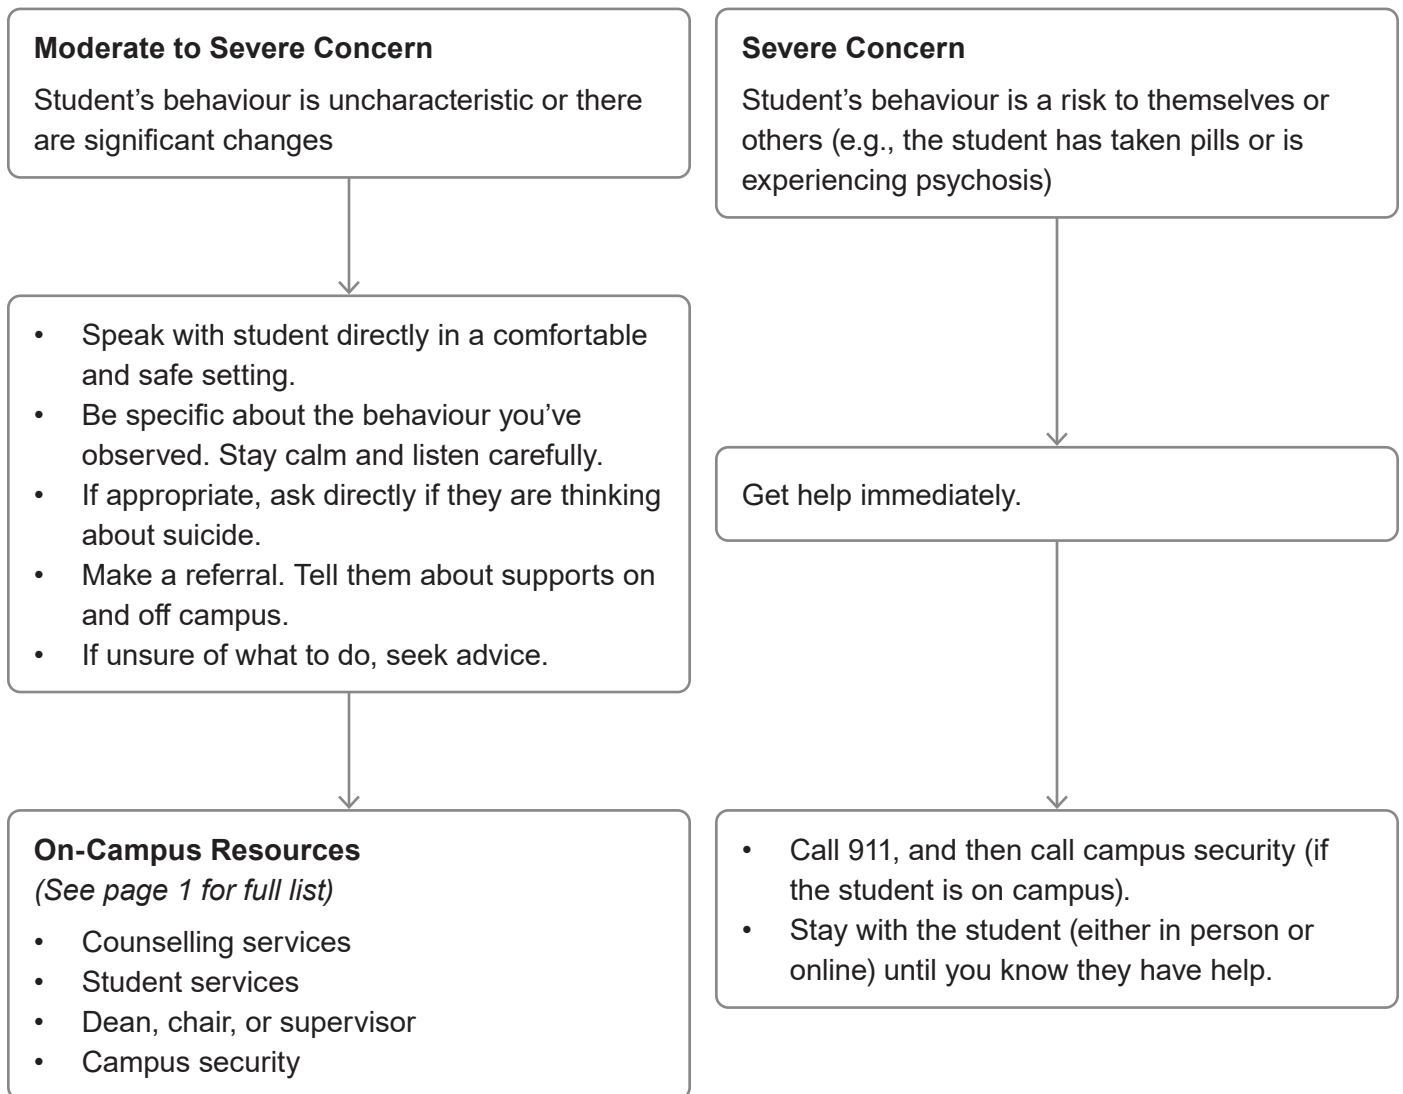 Moderate to Severe Concern
Student’s behaviour is uncharacteristic or there
are significant changes
• Speak with student directly in a comfortable
and safe setting.
• Be specific about the behaviour you’ve
observed. Stay calm and listen carefully.
• If appropriate, ask directly if they are thinking
about suicide.
• Make a referral. Tell them about supports on
and off campus.
• If unsure of what to do, seek advice.
On-Campus Resources
(See page 1 for full list)
• Counselling services
• Student services
• Dean, chair, or supervisor
• Campus security
Severe Concern
Student’s behaviour is a risk to themselves or
others (e.g., the student has taken pills or is
experiencing psychosis)
Get help immediately.
• Call 911, and then call campus security (if
the student is on campus).
• Stay with the student (either in person or
online) until you know they have help.